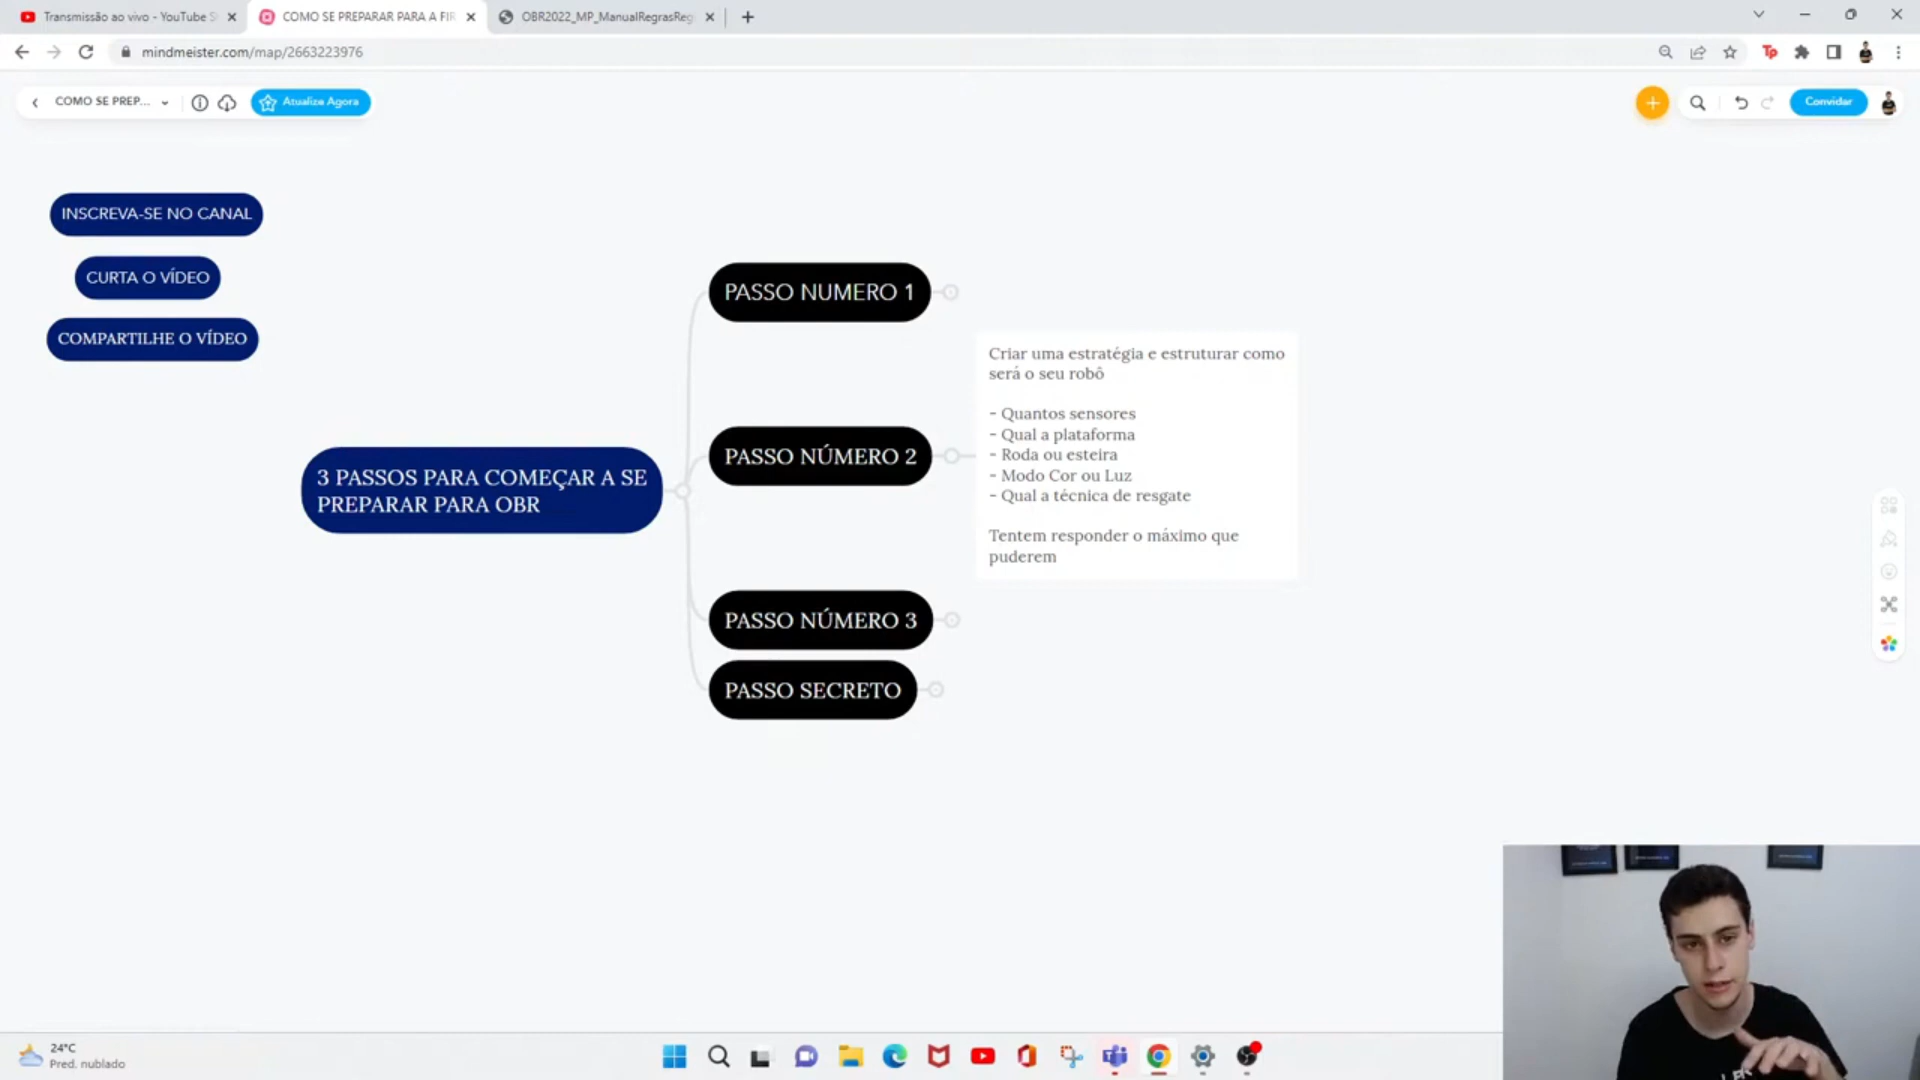 Transmissão ao vivo - YouTube S
COMO SE PREPARAR PARA A FIR
OBR2022_MP_ManualRegrasReg
mindmeister.com/map/2663223976
COMO SE PREP...
Atualize Agora
Convidar
INSCREVA-SE NO CANAL
CURTA O VÍDEO
COMPARTILHE O VÍDEO
3 PASSOS PARA COMEÇAR A SE
PREPARAR PARA OBR
PASSO NUMERO 1
PASSO NÚMERO 2
Criar uma estratégia e estruturar como
será o seu robô
- Quantos sensores
- Qual a plataforma
- Roda ou esteira
- Modo Cor ou Luz
- Qual a técnica de resgate
Tentem responder o máximo que
puderem
PASSO NÚMERO 3
PASSO SECRETO
24°C
Pred. nublado